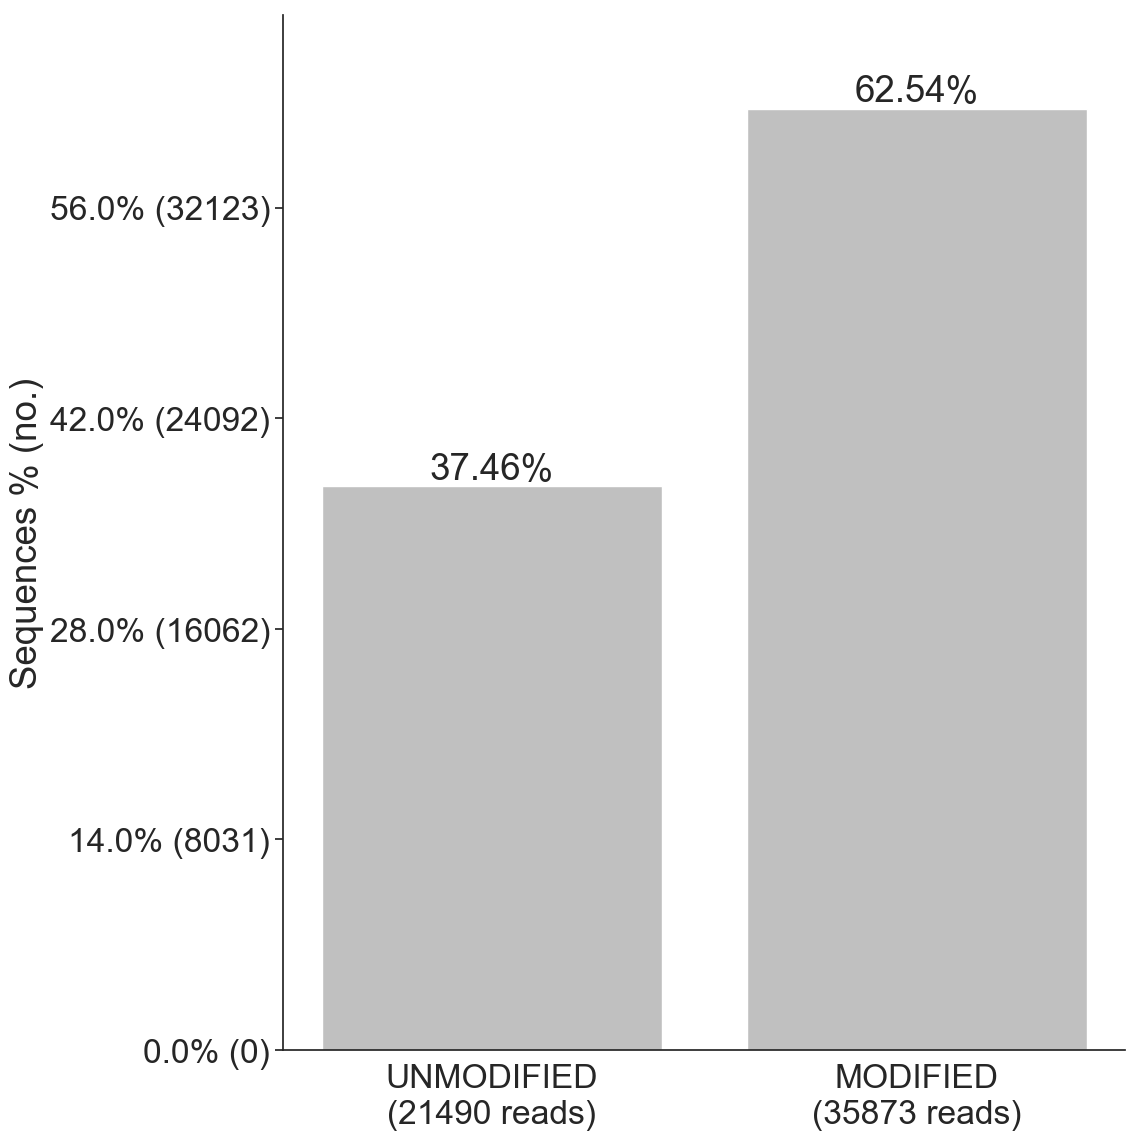 62.54%
56.0% (32123)
42.0% (24092)
37.46%
Sequences % (no.)
28.0% (16062)
14.0% (8031)
0.0% (0)
UNMODIFIED
(21490 reads)
MODIFIED
(35873 reads)